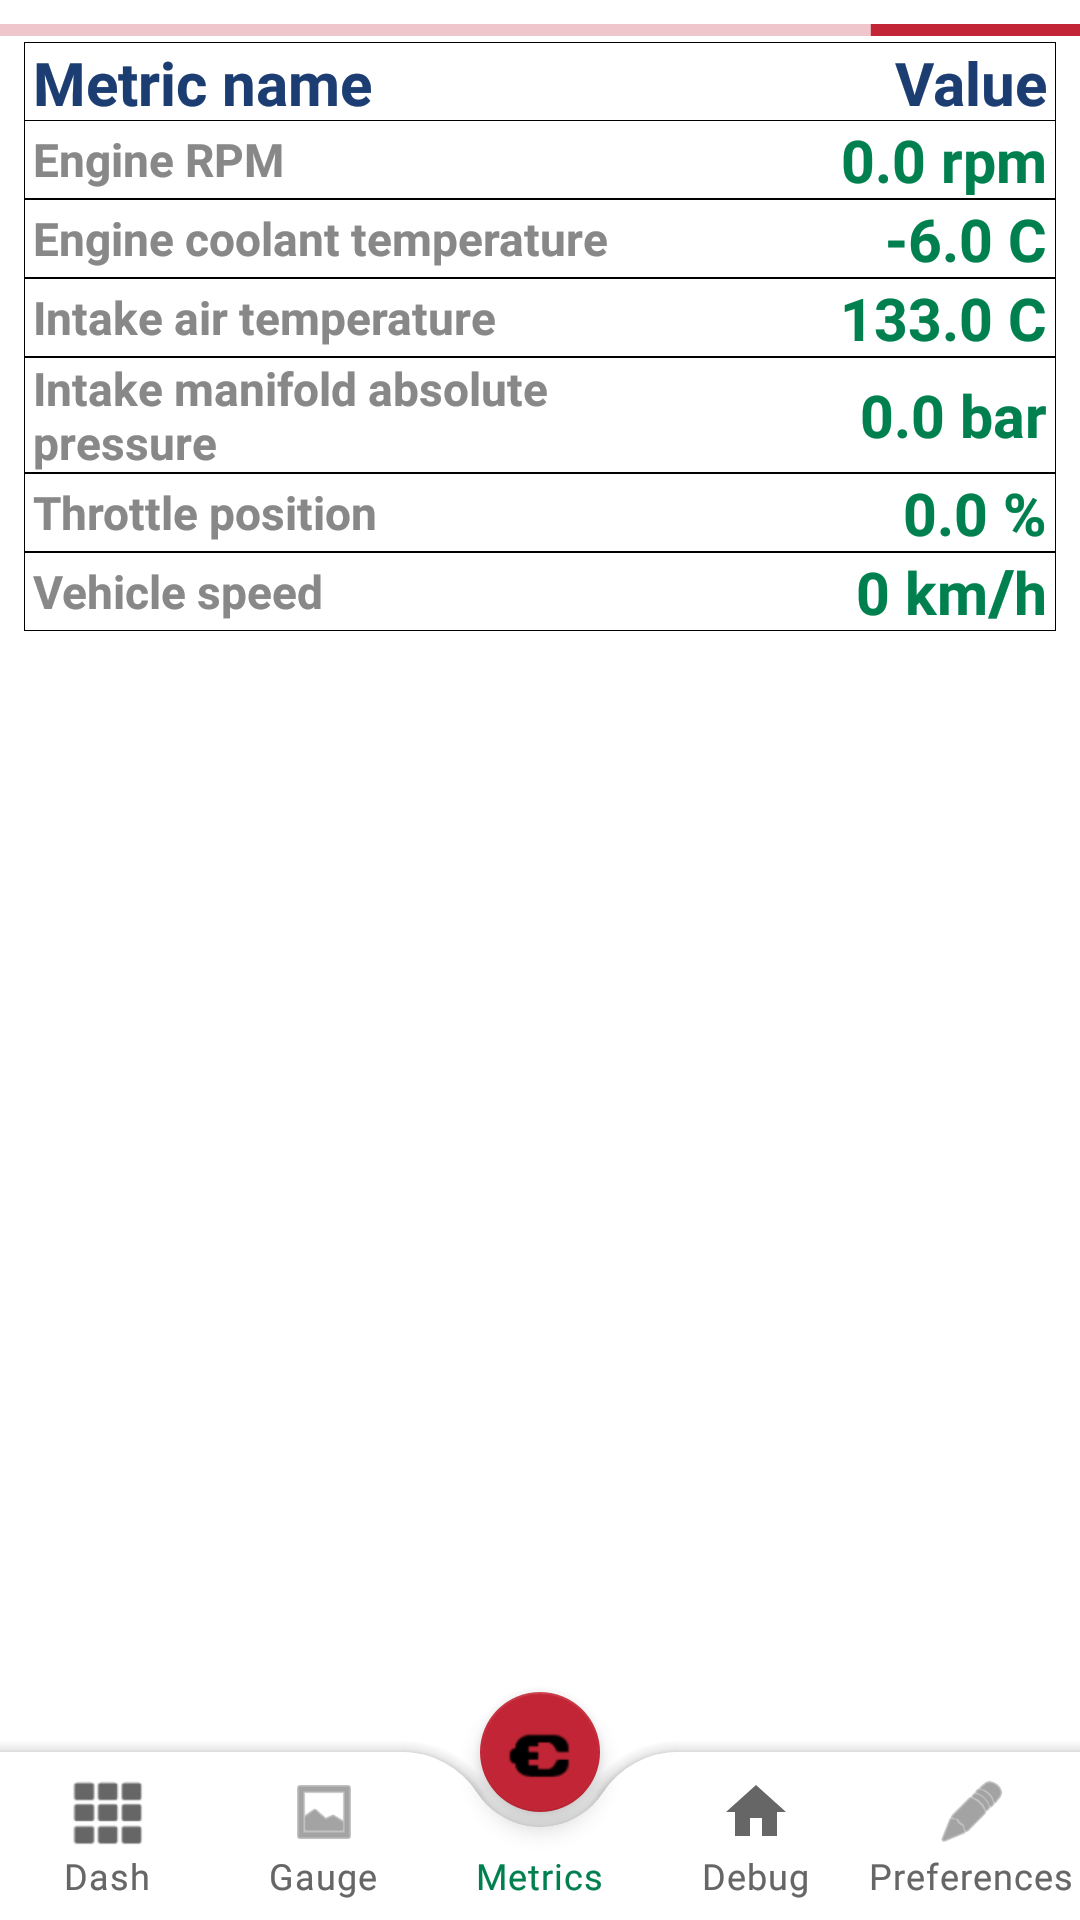 Metric name Value
Engine RPM 0.0 rpm
Engine coolant temperature -6.0 C
Intake air temperature 133.0 C
Intake manifold absolute
pressure 0.0 bar
Throttle position 0.0 %
Vehicle speed 0 km/h
Dash Gauge Metrics Debug Preferences